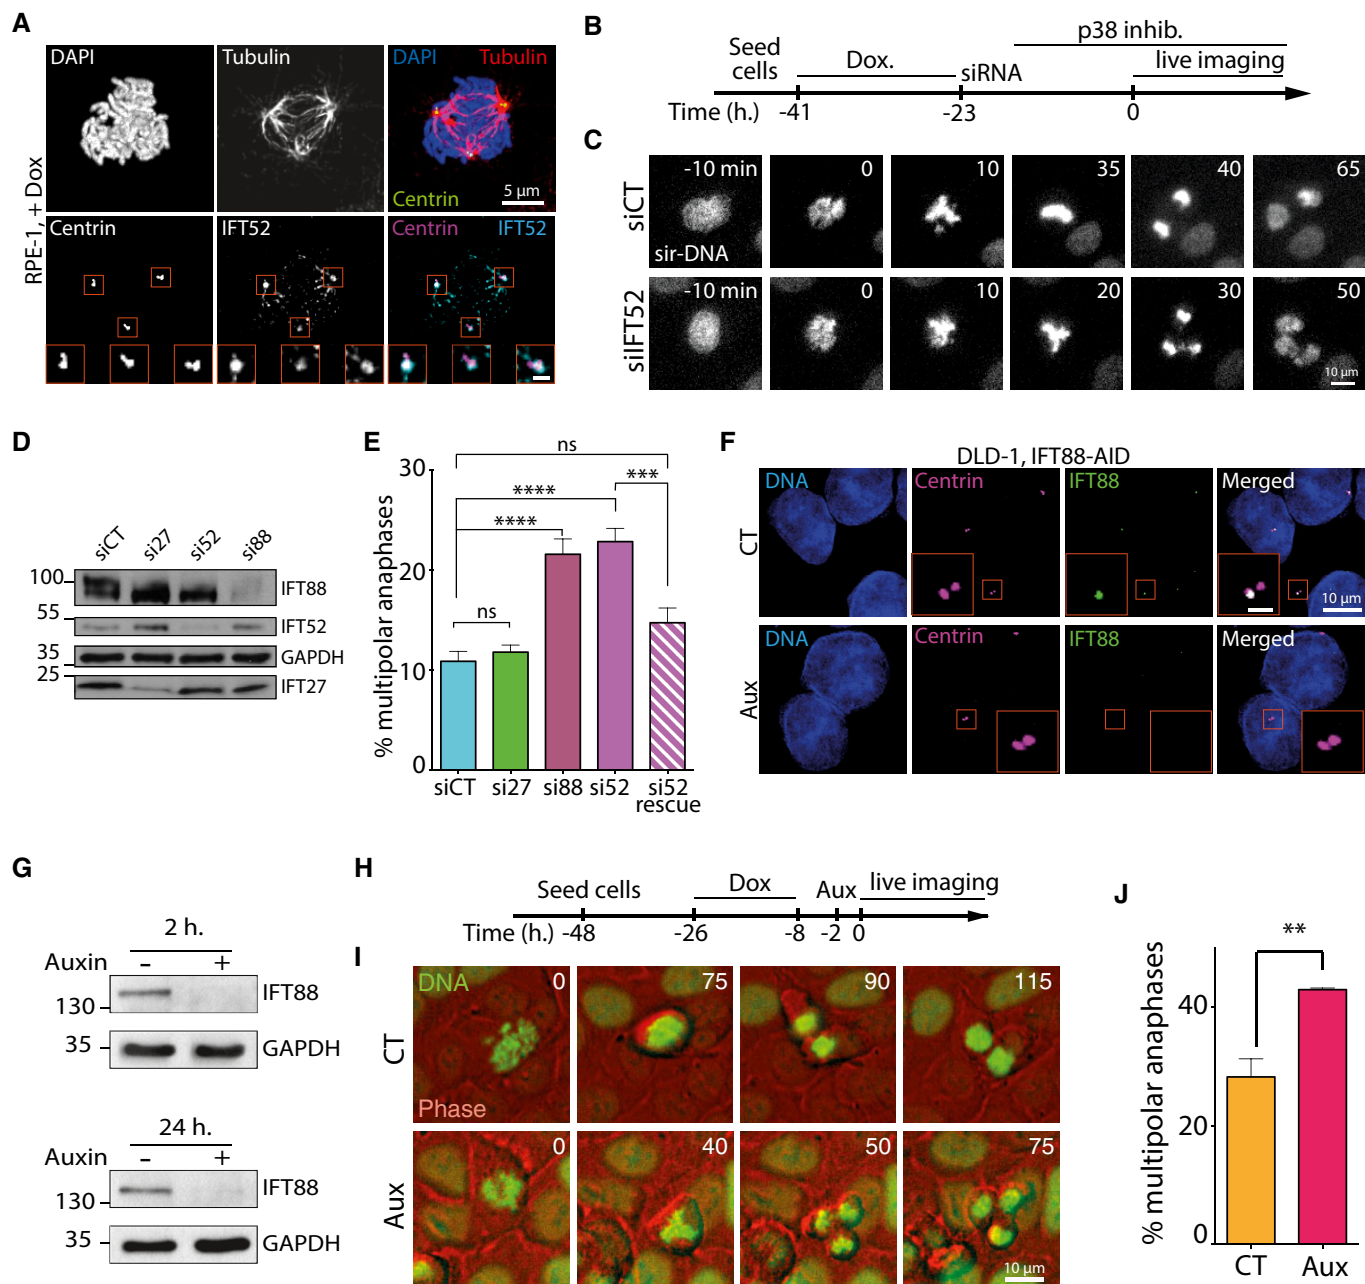 A
RPE-1, + Dox
DAPI
Tubulin
DAPI Tubulin
Centrin
5 µm
Centrin
IFT52
Centrin IFT52
B
p38 inhib.
Seed cells
Dox.
siRNA
live imaging
Time (h.) -41 -23 0
C
siCT
-10 min 0 10 35 40 65
sir-DNA
siIFT52
-10 min 0 10 20 30 50
10 µm
D
siCT si27 si52 si88
100
IFT88
55
IFT52
35
GAPDH
25
IFT27
E
% multipolar anaphases
30
20
10
0
ns
****
***
****
ns
siCT si27 si88 si52 si52 rescue
F
DLD-1, IFT88-AID
CT
DNA Centrin IFT88 Merged
10 µm
Aux
DNA Centrin IFT88 Merged
G
2 h.
Auxin – +
130
IFT88
35
GAPDH
24 h.
Auxin – +
130
IFT88
35
GAPDH
H
Seed cells Dox Aux live imaging
Time (h.) -48 -26 -8 -2 0
I
CT
DNA
0 75 90 115
Phase
Aux
0 40 50 75
10 µm
J
% multipolar anaphases
**
40
20
0
CT Aux